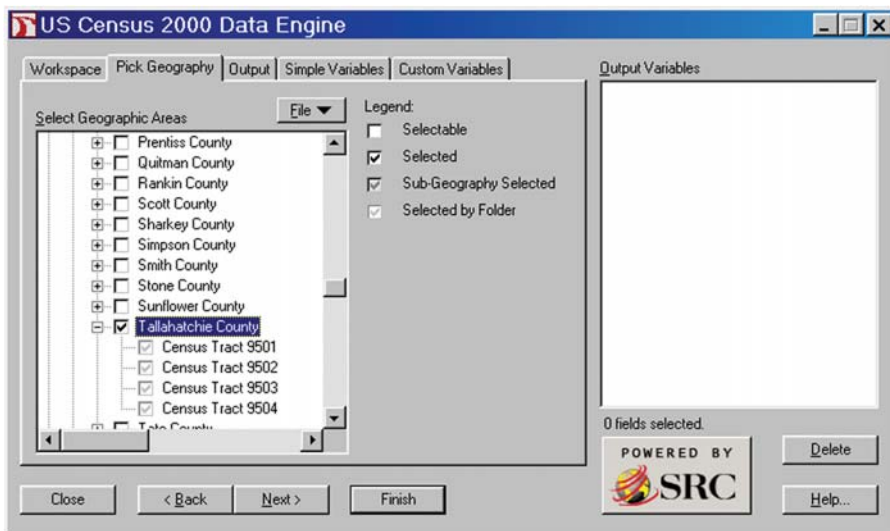 US Census 2000 Data Engine
Workspace Pick Geography Output Simple Variables Custom Variables
Select Geographic Areas
File
Prentiss County
Quitman County
Rankin County
Scott County
Sharkey County
Simpson County
Smith County
Stone County
Sunflower County
Tallahatchie County
Census Tract 9501
Census Tract 9502
Census Tract 9503
Census Tract 9504
Tate County
Legend:
Selectable
Selected
Sub-Geography Selected
Selected by Folder
Output Variables
0 fields selected.
POWERED BY
SRC
Delete
Help...
Close
< Back
Next >
Finish